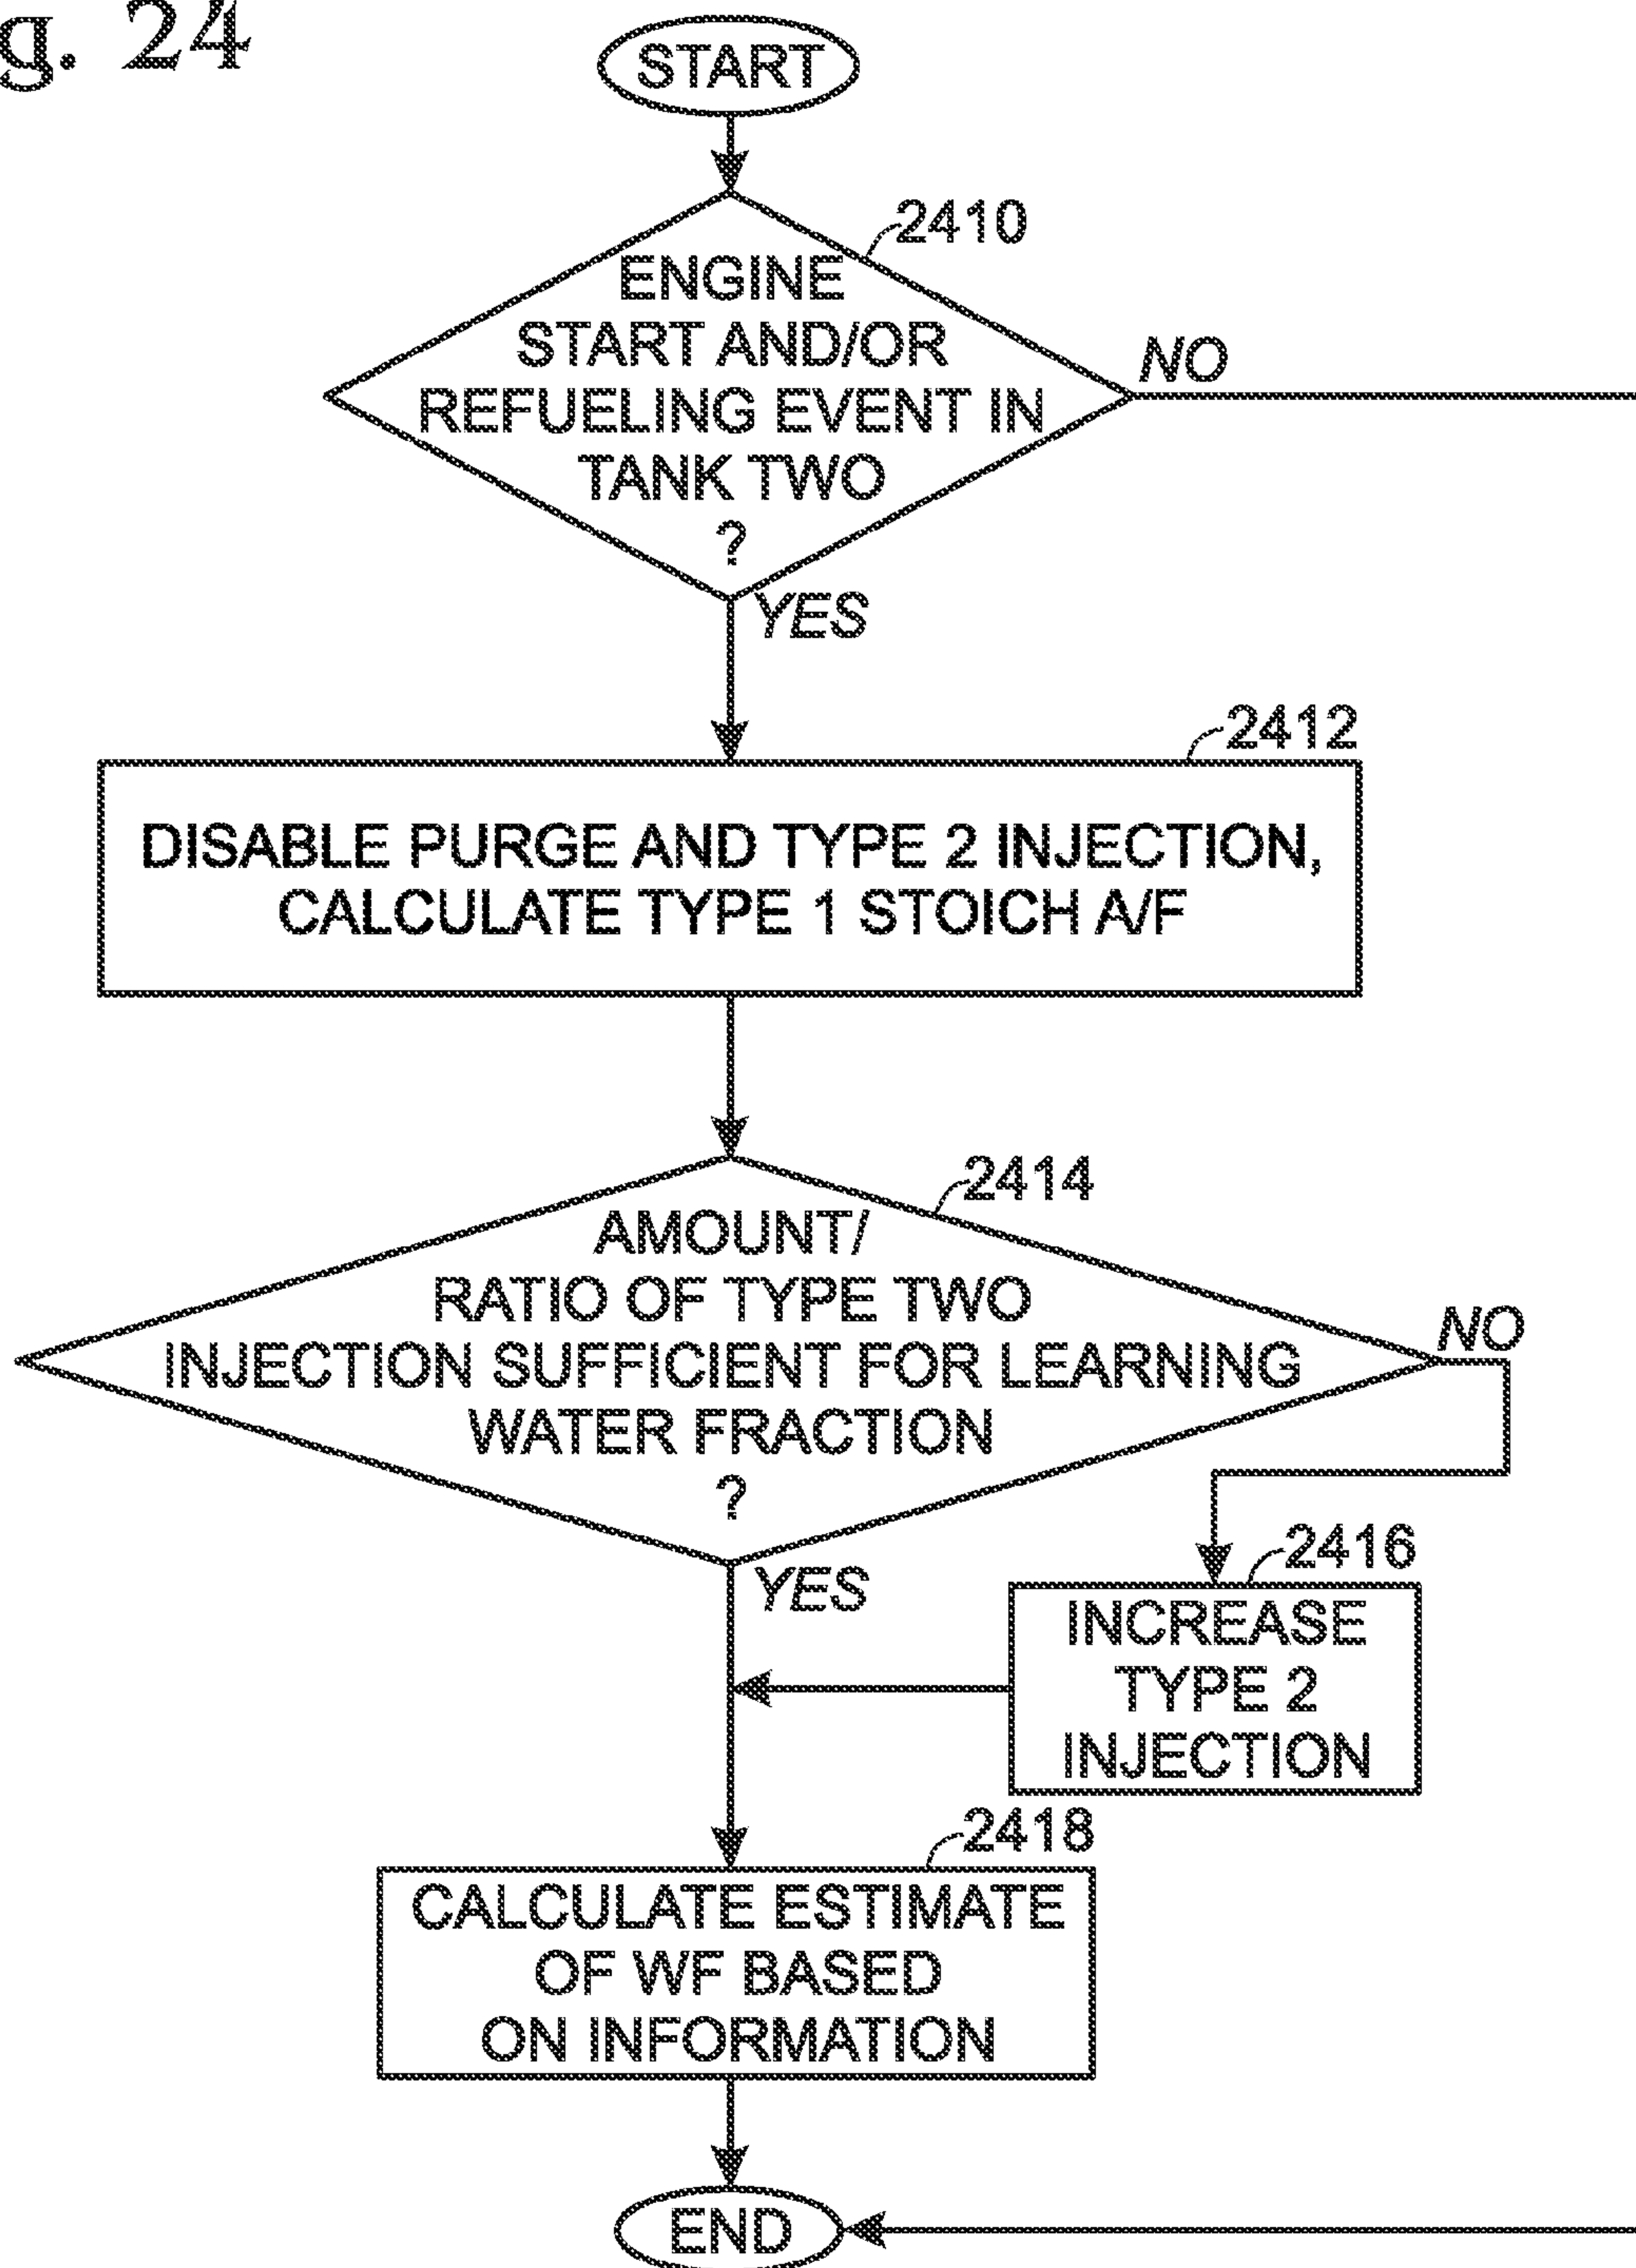 g. 24
START
2410
ENGINE
START AND/OR
REFUELING EVENT IN
TANK TWO
?
NO
YES
2412
DISABLE PURGE AND TYPE 2 INJECTION,
CALCULATE TYPE 1 STOICH A/F
2414
AMOUNT/
RATIO OF TYPE TWO
INJECTION SUFFICIENT FOR LEARNING
WATER FRACTION
?
NO
YES
2416
INCREASE
TYPE 2
INJECTION
2418
CALCULATE ESTIMATE
OF WF BASED
ON INFORMATION
END